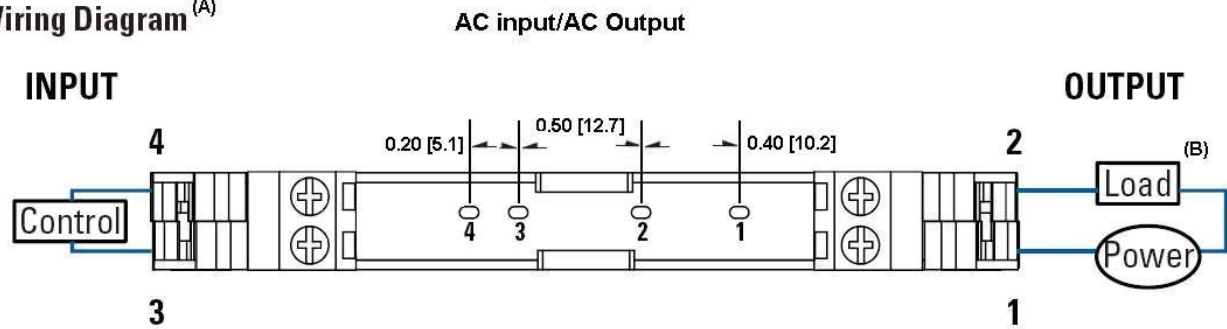 Wiring Diagram (A)
AC input/AC Output
INPUT
OUTPUT
0.20 [5.1]
0.50 [12.7]
0.40 [10.2]
4
2
(B)
Control
Load
4 3 2 1
Power
3
1